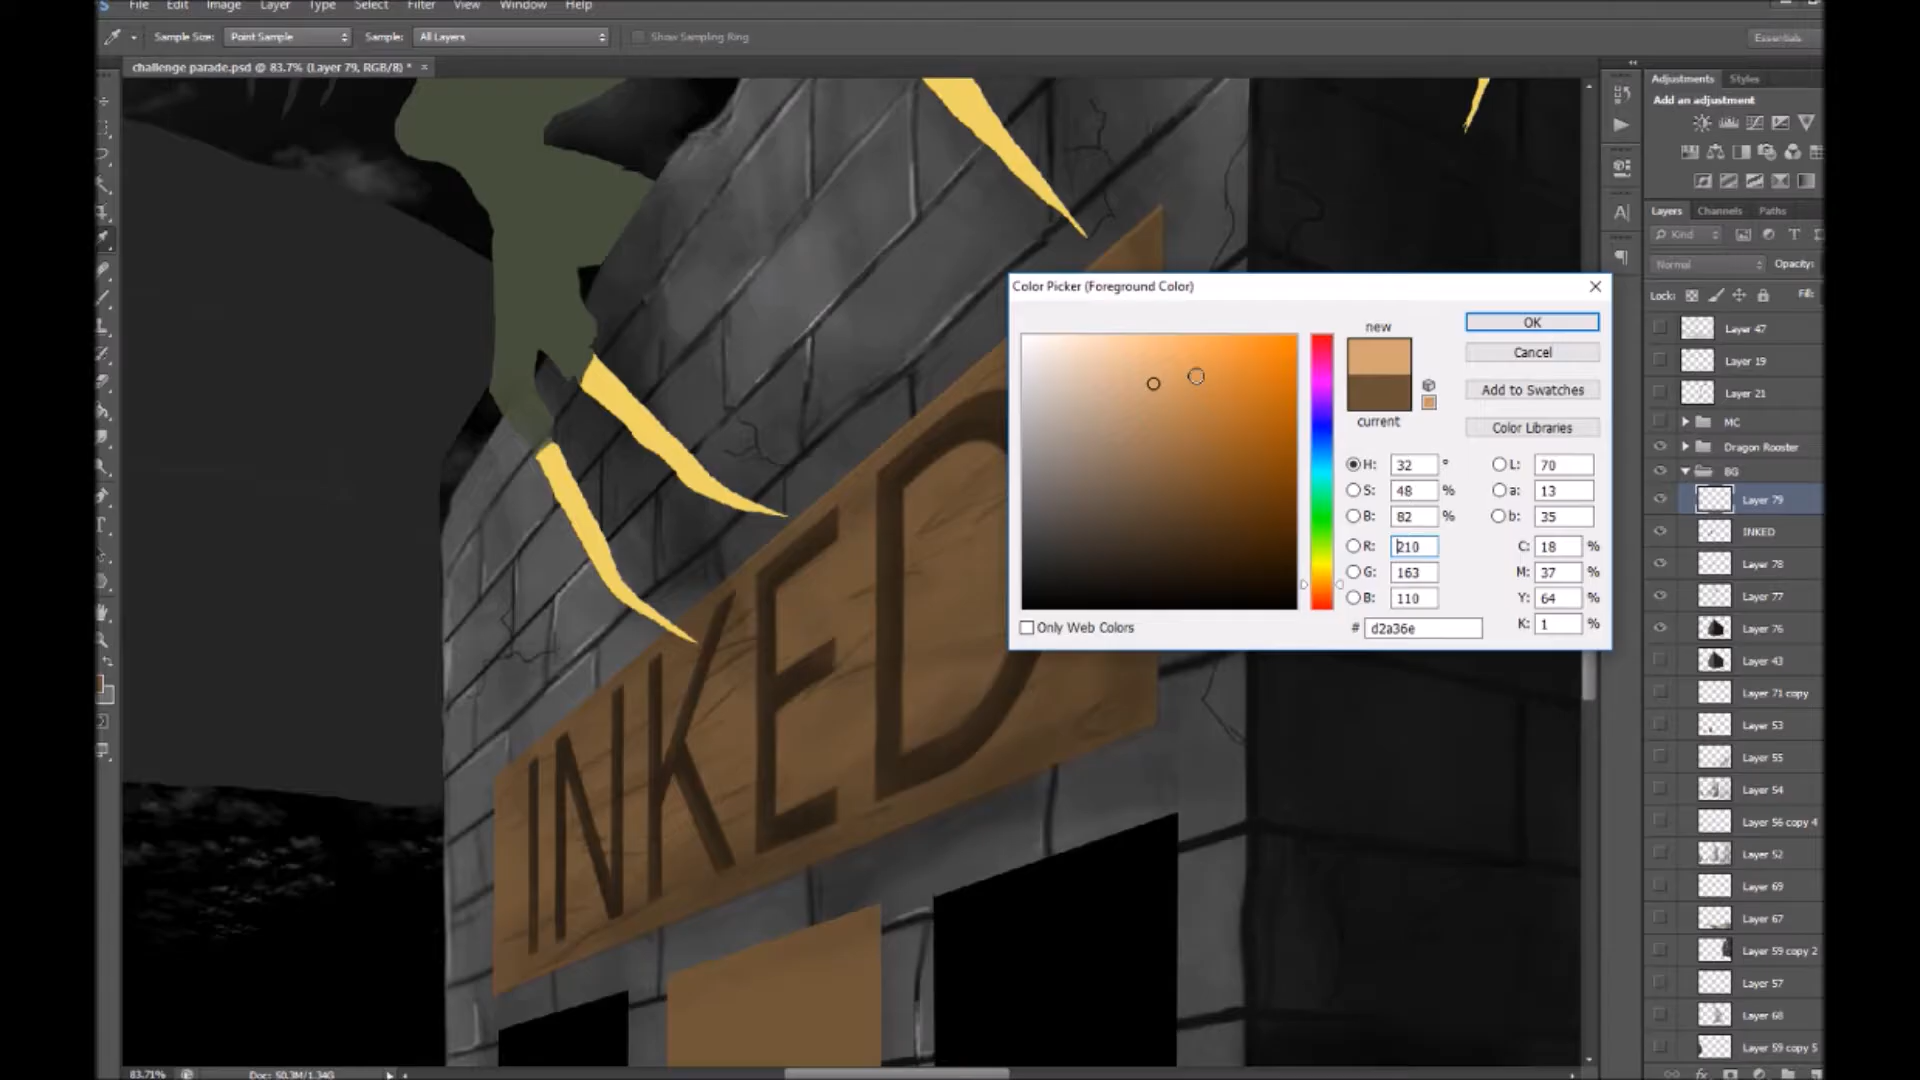 File Edit Image Layer Type Select Filter View Window Help
Sample Size: Point Sample Sample: All Layers Show Sampling Ring
Essentials
challenge parade.psd @ 83.7% (Layer 79, RGB/8) * ×
Adjustments Styles
Add an adjustment
Layers Channels Paths
Kind
Normal Opacity:
Lock: Fill:
Layer 47
Layer 19
Layer 21
MC
Dragon Rooster
BG
Layer 79
INKED
Layer 78
Layer 77
Layer 76
Layer 43
Layer 71 copy
Layer 53
Layer 55
Layer 54
Layer 56 copy 4
Layer 52
Layer 69
Layer 67
Layer 59 copy 2
Layer 57
Layer 68
Layer 59 copy 5
Color Picker (Foreground Color)
new
current
OK
Cancel
Add to Swatches
Color Libraries
H: 32 °
S: 48 %
B: 82 %
R: 210
G: 163
B: 110
L: 70
a: 13
b: 35
C: 18 %
M: 37 %
Y: 64 %
K: 1 %
# d2a36e
Only Web Colors
INKED
83.71% Doc: 50.3M/1.34G